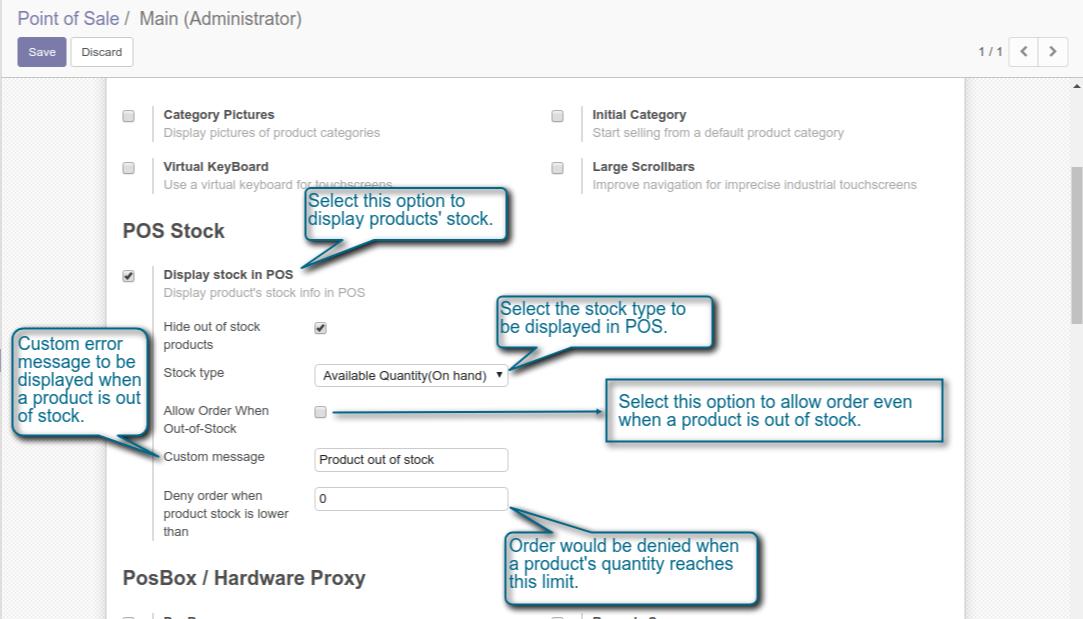 Point of Sale / Main (Administrator)
Save Discard
1 / 1
Category Pictures
Display pictures of product categories
Initial Category
Start selling from a default product category
Virtual KeyBoard
Use a virtual keyboard for touchscreens
Large Scrollbars
Improve navigation for imprecise industrial touchscreens
Select this option to
display products' stock.
POS Stock
Display stock in POS
Display product's stock info in POS
Select the stock type to
be displayed in POS.
Hide out of stock
products
Custom error
message to be
displayed when
a product is out
of stock.
Stock type
Available Quantity(On hand)
Allow Order When
Out-of-Stock
Select this option to allow order even
when a product is out of stock.
Custom message
Product out of stock
Deny order when
product stock is lower
than
0
Order would be denied when
a product's quantity reaches
this limit.
PosBox / Hardware Proxy